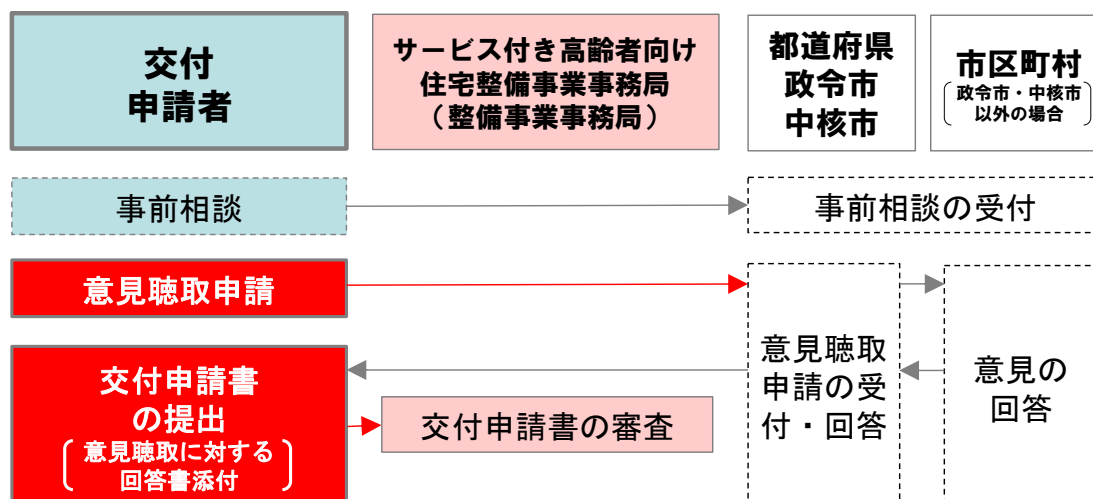 交付
申請者
サービス付き高齢者向け
住宅整備事業事務局
（整備事業事務局）
都道府県
政令市
中核市
市区町村
政令市・中核市
以外の場合
事前相談
事前相談の受付
意見聴取申請
交付申請書
の提出
意見聴取に対する
回答書添付
交付申請書の審査
意見聴取
申請の受
付・回答
意見の
回答